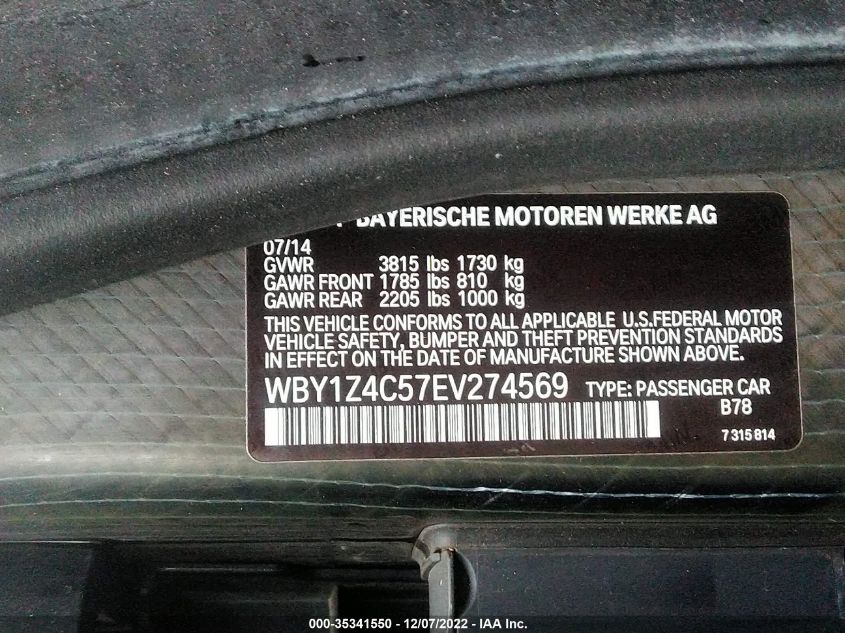 BAYERISCHE MOTOREN WERKE AG
07/14
GVWR 3815 lbs 1730 kg
GAWR FRONT 1785 lbs 810 kg
GAWR REAR 2205 lbs 1000 kg
THIS VEHICLE CONFORMS TO ALL APPLICABLE U.S.FEDERAL MOTOR
VEHICLE SAFETY, BUMPER AND THEFT PREVENTION STANDARDS
IN EFFECT ON THE DATE OF MANUFACTURE SHOWN ABOVE.
WBY1Z4C57EV274569 TYPE: PASSENGER CAR
B78
7 315 814
000-35341550 - 12/07/2022 - IAA Inc.